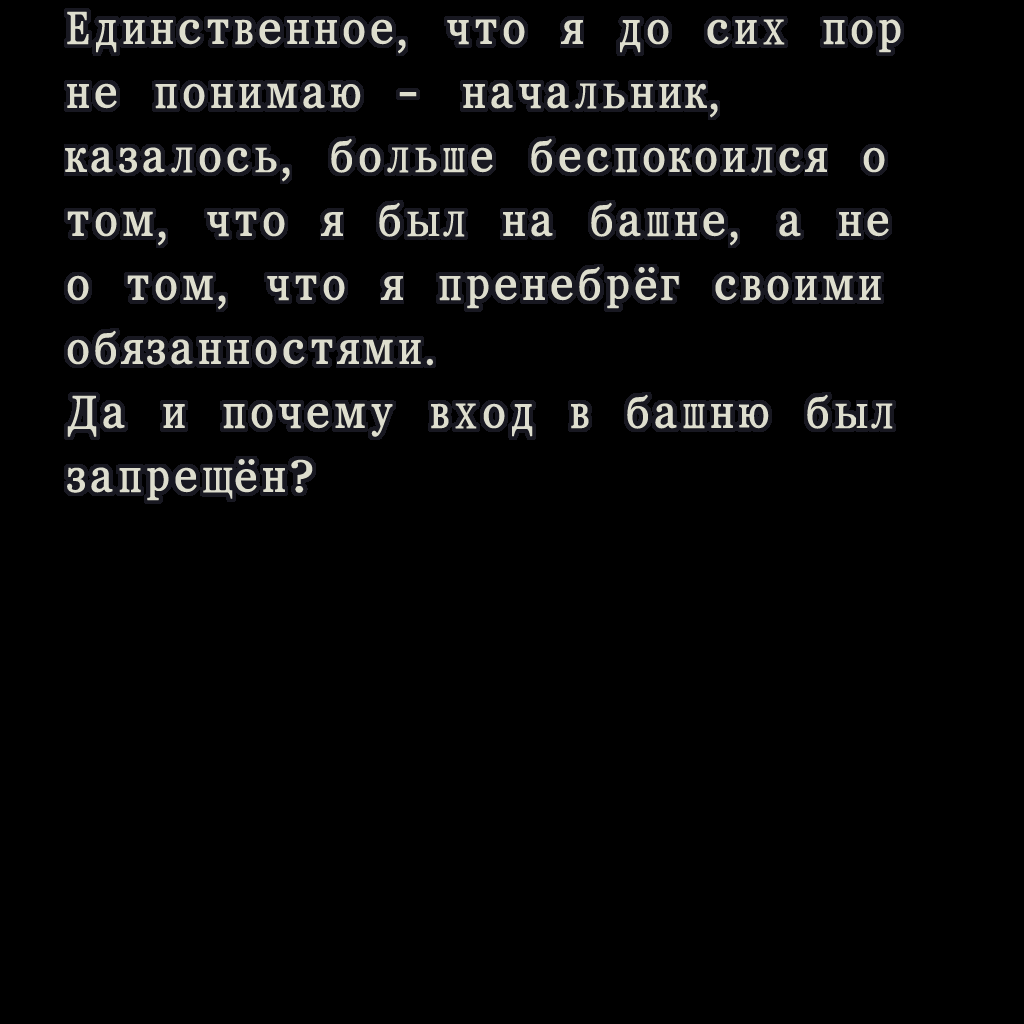 Единственное, что я до сих пор
не понимаю – начальник,
казалось, больше беспокоился о
том, что я был на башне, а не
о том, что я пренебрёг своими
обязанностями.
Да и почему вход в башню был
запрещён?